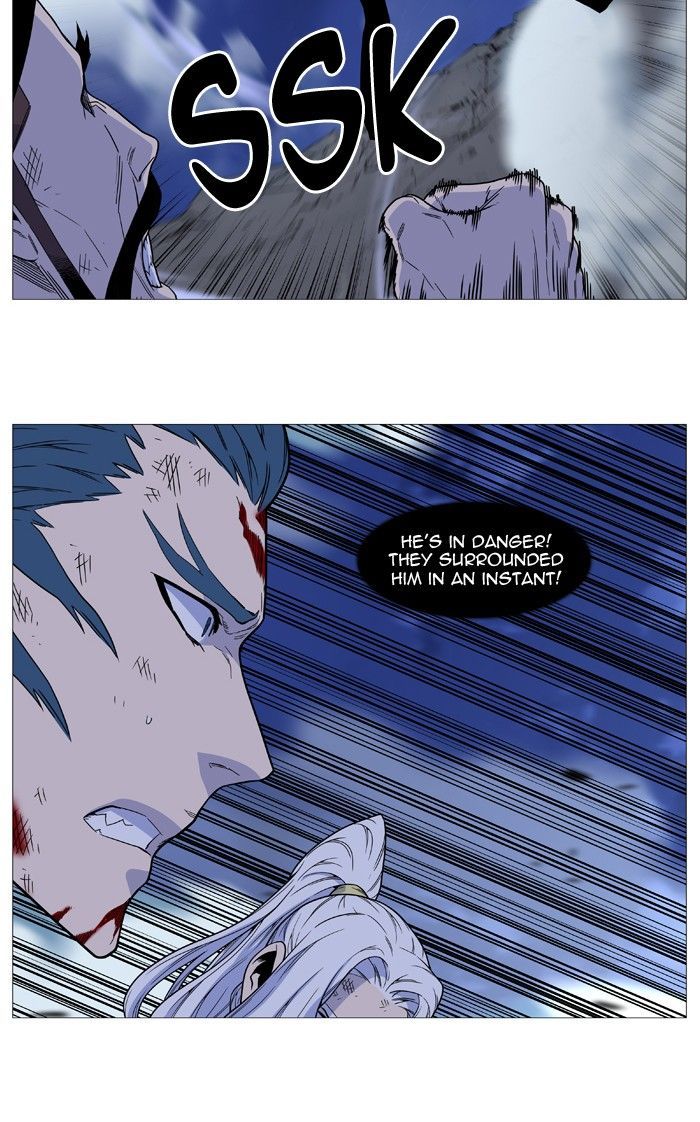 SSK
HE'S IN DANGER!
THEY SURROUNDED
HIM IN AN INSTANT!